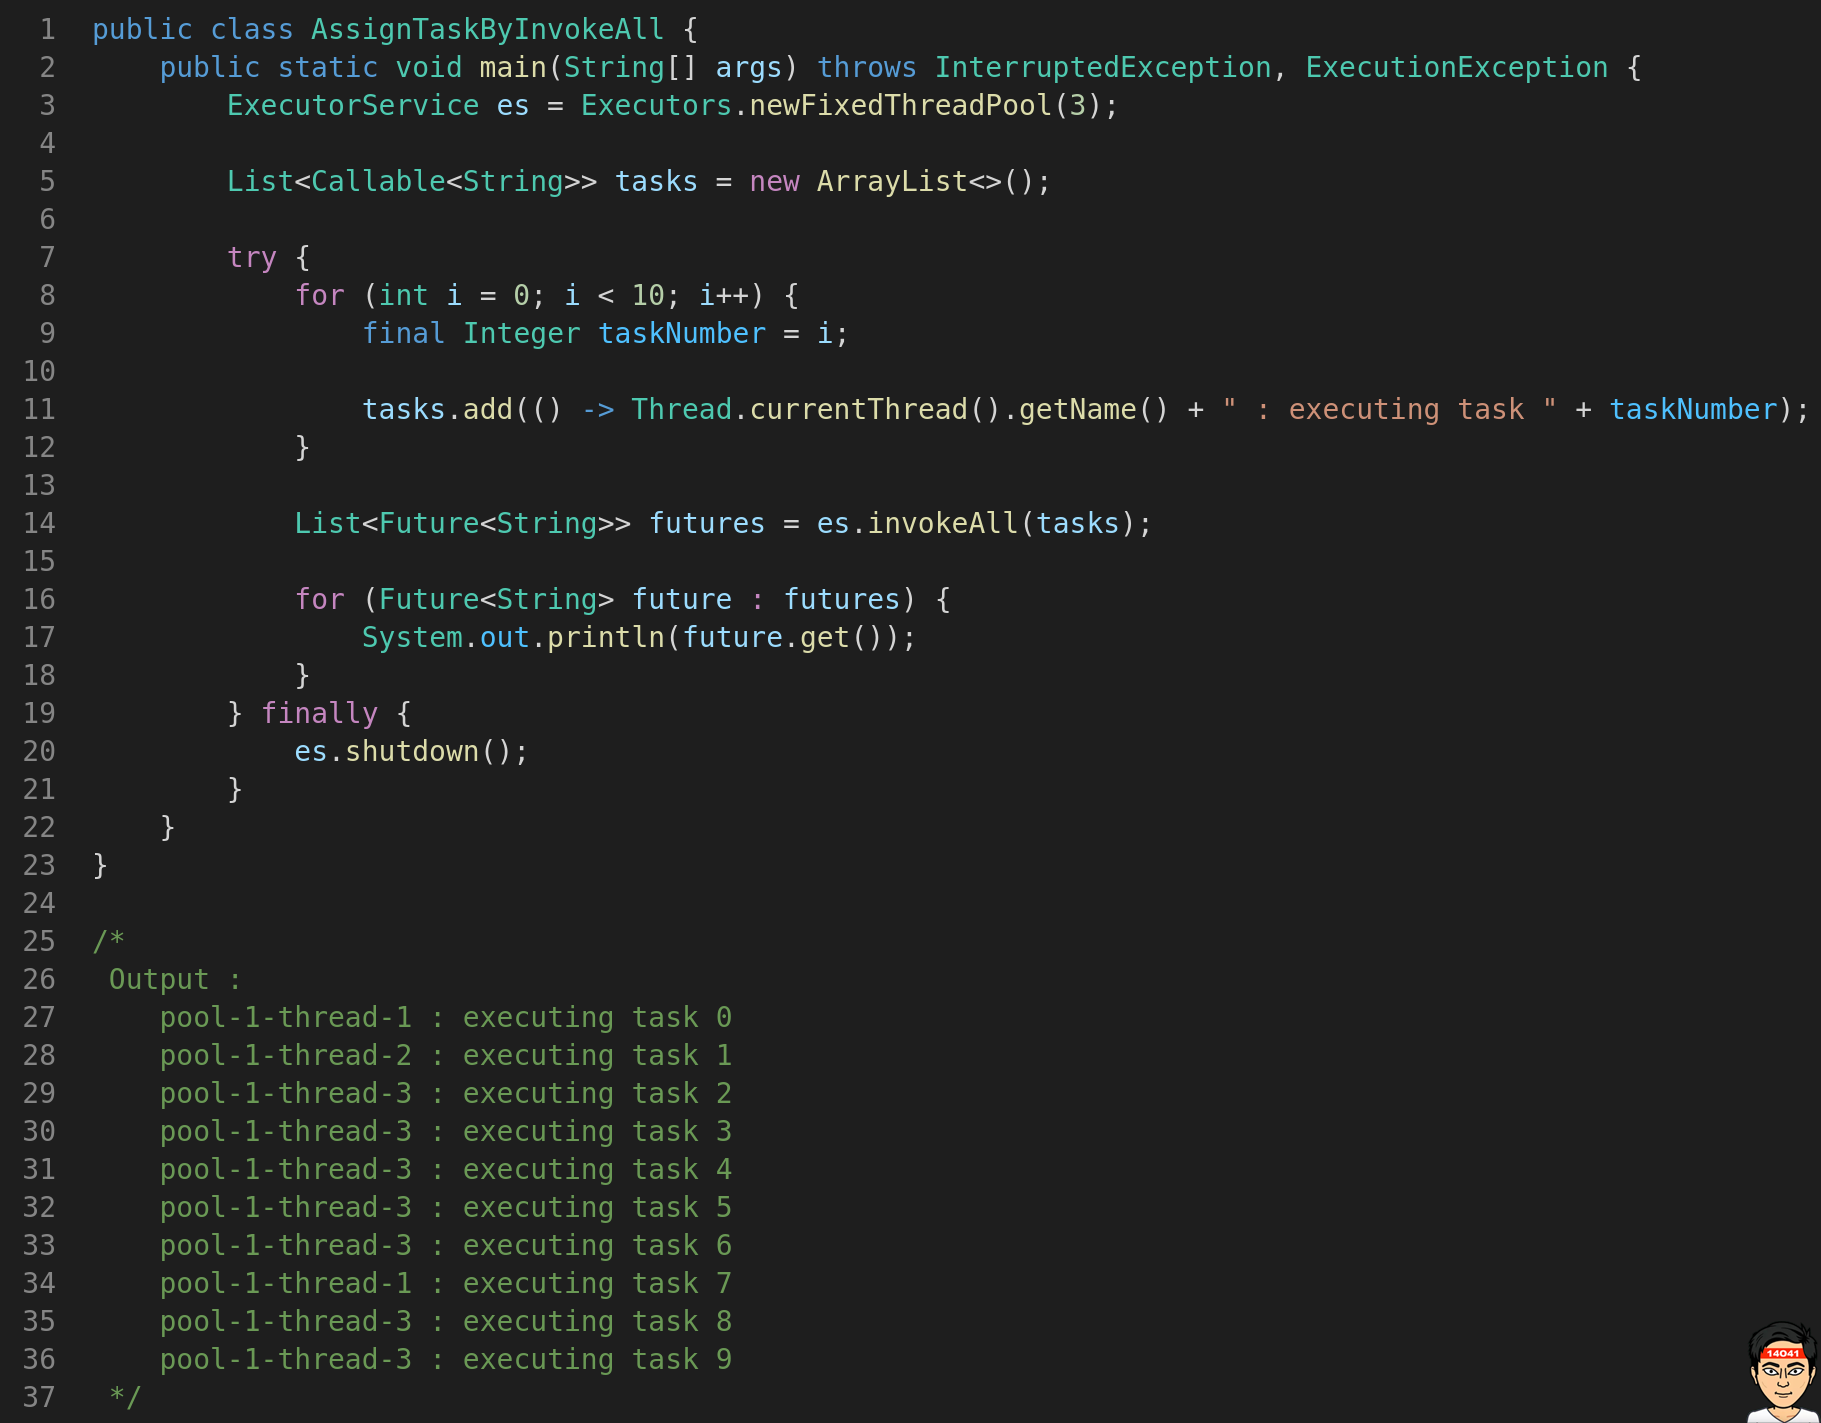 1 public class AssignTaskByInvokeAll {
2     public static void main(String[] args) throws InterruptedException, ExecutionException {
3         ExecutorService es = Executors.newFixedThreadPool(3);
4
5         List<Callable<String>> tasks = new ArrayList<>();
6
7         try {
8             for (int i = 0; i < 10; i++) {
9                 final Integer taskNumber = i;
10
11                 tasks.add(() -> Thread.currentThread().getName() + " : executing task " + taskNumber);
12             }
13
14             List<Future<String>> futures = es.invokeAll(tasks);
15
16             for (Future<String> future : futures) {
17                 System.out.println(future.get());
18             }
19         } finally {
20             es.shutdown();
21         }
22     }
23 }
24
25 /*
26  Output :
27     pool-1-thread-1 : executing task 0
28     pool-1-thread-2 : executing task 1
29     pool-1-thread-3 : executing task 2
30     pool-1-thread-3 : executing task 3
31     pool-1-thread-3 : executing task 4
32     pool-1-thread-3 : executing task 5
33     pool-1-thread-3 : executing task 6
34     pool-1-thread-1 : executing task 7
35     pool-1-thread-3 : executing task 8
36     pool-1-thread-3 : executing task 9
37  */
14041